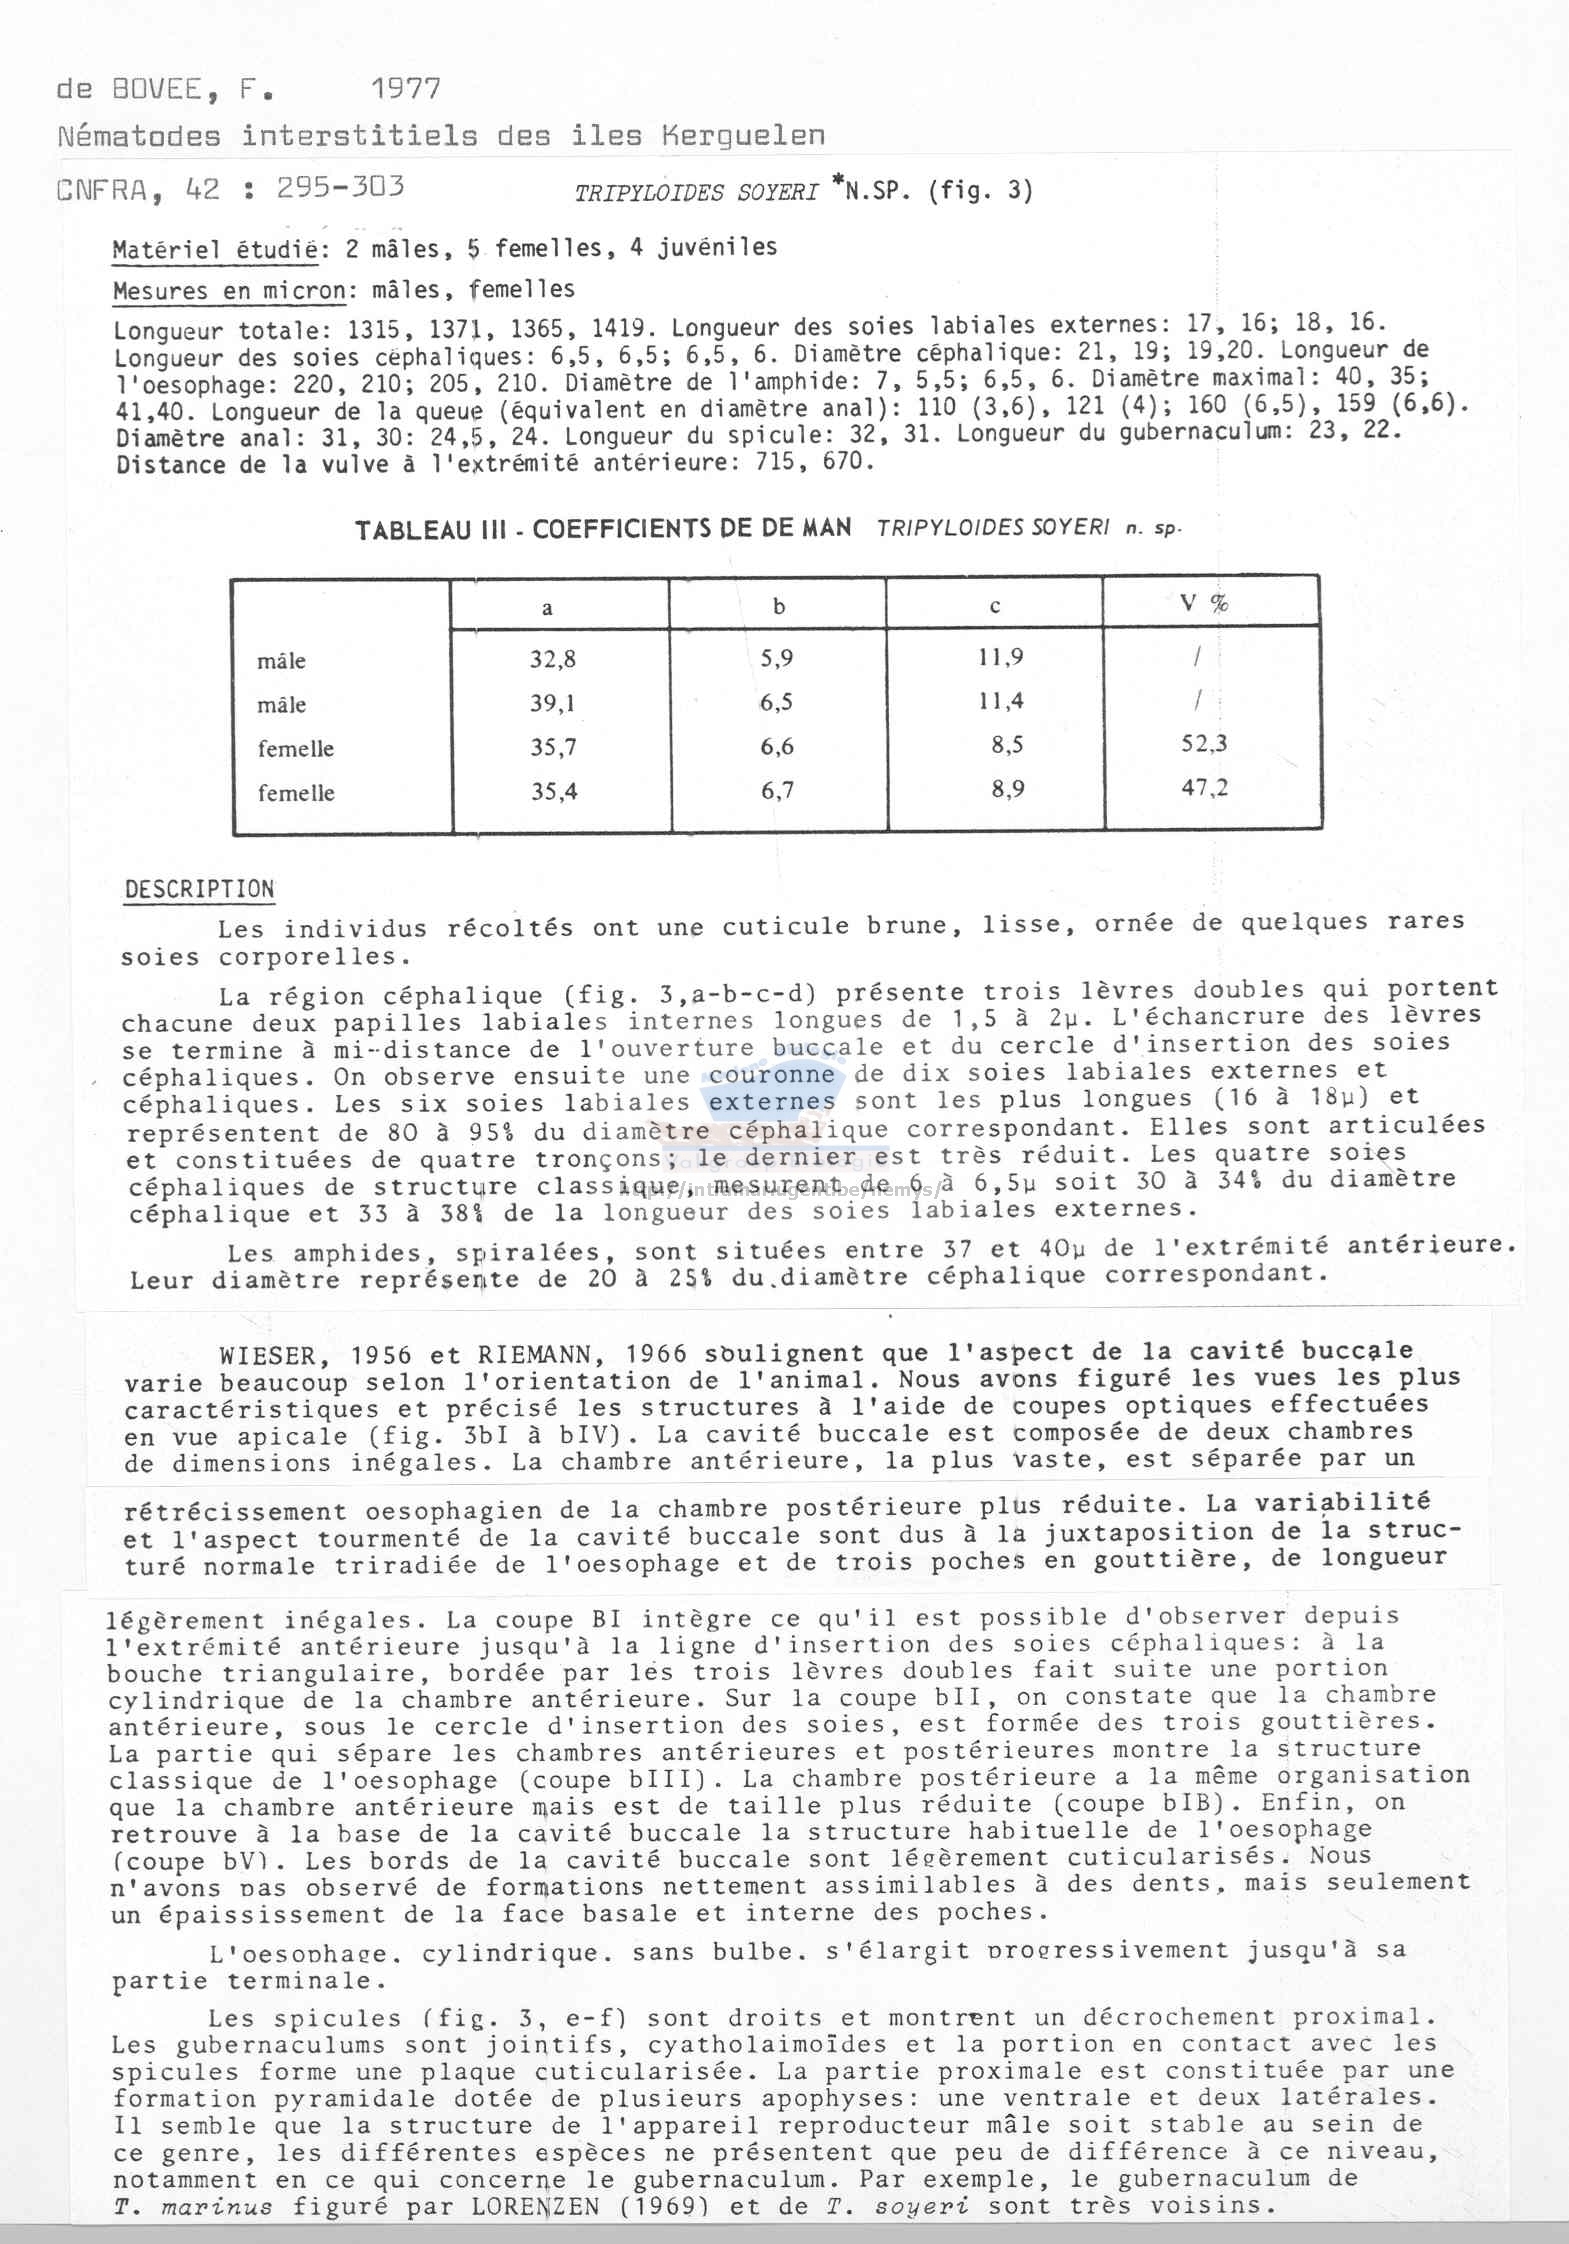 de BOVEE, F. 1977
Nématodes interstitiels des iles Kerguelen
CNFRA, 42 : 295-303
TRIPYLOIDES SOYERI *N.SP. (fig. 3)
Matériel étudié: 2 mâles, 5 femelles, 4 juvéniles
Mesures en micron: mâles, femelles
Longueur totale: 1315, 1371, 1365, 1419. Longueur des soies labiales externes: 17, 16; 18, 16.
Longueur des soies céphaliques: 6,5, 6,5; 6,5, 6. Diamètre céphalique: 21, 19; 19,20. Longueur de
l'oesophage: 220, 210; 205, 210. Diamètre de l'amphide: 7, 5,5; 6,5, 6. Diamètre maximal: 40, 35;
41,40. Longueur de la queue (équivalent en diamètre anal): 110 (3,6), 121 (4); 160 (6,5), 159 (6,6).
Diamètre anal: 31, 30: 24,5, 24. Longueur du spicule: 32, 31. Longueur du gubernaculum: 23, 22.
Distance de la vulve à l'extrémité antérieure: 715, 670.
TABLEAU III - COEFFICIENTS DE DE MAN TRIPYLOIDES SOYERI n. sp.
a b c V %
mâle 32,8 5,9 11,9 /
mâle 39,1 6,5 11,4 /
femelle 35,7 6,6 8,5 52,3
femelle 35,4 6,7 8,9 47,2
DESCRIPTION
Les individus récoltés ont une cuticule brune, lisse, ornée de quelques rares
soies corporelles.
La région céphalique (fig. 3,a-b-c-d) présente trois lèvres doubles qui portent
chacune deux papilles labiales internes longues de 1,5 à 2µ. L'échancrure des lèvres
se termine à mi-distance de l'ouverture buccale et du cercle d'insertion des soies
céphaliques. On observe ensuite une couronne de dix soies labiales externes et
céphaliques. Les six soies labiales externes sont les plus longues (16 à 18µ) et
représentent de 80 à 95% du diamètre céphalique correspondant. Elles sont articulées
et constituées de quatre tronçons; le dernier est très réduit. Les quatre soies
céphaliques de structure classique, mesurent de 6 à 6,5µ soit 30 à 34% du diamètre
céphalique et 33 à 38% de la longueur des soies labiales externes.
Les amphides, spiralées, sont situées entre 37 et 40µ de l'extrémité antérieure.
Leur diamètre représente de 20 à 25% du diamètre céphalique correspondant.
WIESER, 1956 et RIEMANN, 1966 soulignent que l'aspect de la cavité buccale
varie beaucoup selon l'orientation de l'animal. Nous avons figuré les vues les plus
caractéristiques et précisé les structures à l'aide de coupes optiques effectuées
en vue apicale (fig. 3bI à bIV). La cavité buccale est composée de deux chambres
de dimensions inégales. La chambre antérieure, la plus vaste, est séparée par un
rétrécissement oesophagien de la chambre postérieure plus réduite. La variabilité
et l'aspect tourmenté de la cavité buccale sont dus à la juxtaposition de la struc-
turé normale triradiée de l'oesophage et de trois poches en gouttière, de longueur
légèrement inégales. La coupe BI intègre ce qu'il est possible d'observer depuis
l'extrémité antérieure jusqu'à la ligne d'insertion des soies céphaliques: à la
bouche triangulaire, bordée par les trois lèvres doubles fait suite une portion
cylindrique de la chambre antérieure. Sur la coupe bII, on constate que la chambre
antérieure, sous le cercle d'insertion des soies, est formée des trois gouttières.
La partie qui sépare les chambres antérieures et postérieures montre la structure
classique de l'oesophage (coupe bIII). La chambre postérieure a la même organisation
que la chambre antérieure mais est de taille plus réduite (coupe bIB). Enfin, on
retrouve à la base de la cavité buccale la structure habituelle de l'oesophage
(coupe bV). Les bords de la cavité buccale sont légèrement cuticularisés. Nous
n'avons pas observé de formations nettement assimilables à des dents, mais seulement
un épaississement de la face basale et interne des poches.
L'oesophage, cylindrique, sans bulbe, s'élargit progressivement jusqu'à sa
partie terminale.
Les spicules (fig. 3, e-f) sont droits et montrent un décrochement proximal.
Les gubernaculums sont jointifs, cyatholaimoïdes et la portion en contact avec les
spicules forme une plaque cuticularisée. La partie proximale est constituée par une
formation pyramidale dotée de plusieurs apophyses: une ventrale et deux latérales.
Il semble que la structure de l'appareil reproducteur mâle soit stable au sein de
ce genre, les différentes espèces ne présentent que peu de différence à ce niveau,
notamment en ce qui concerne le gubernaculum. Par exemple, le gubernaculum de
T. marinus figuré par LORENZEN (1969) et de T. soyeri sont très voisins.